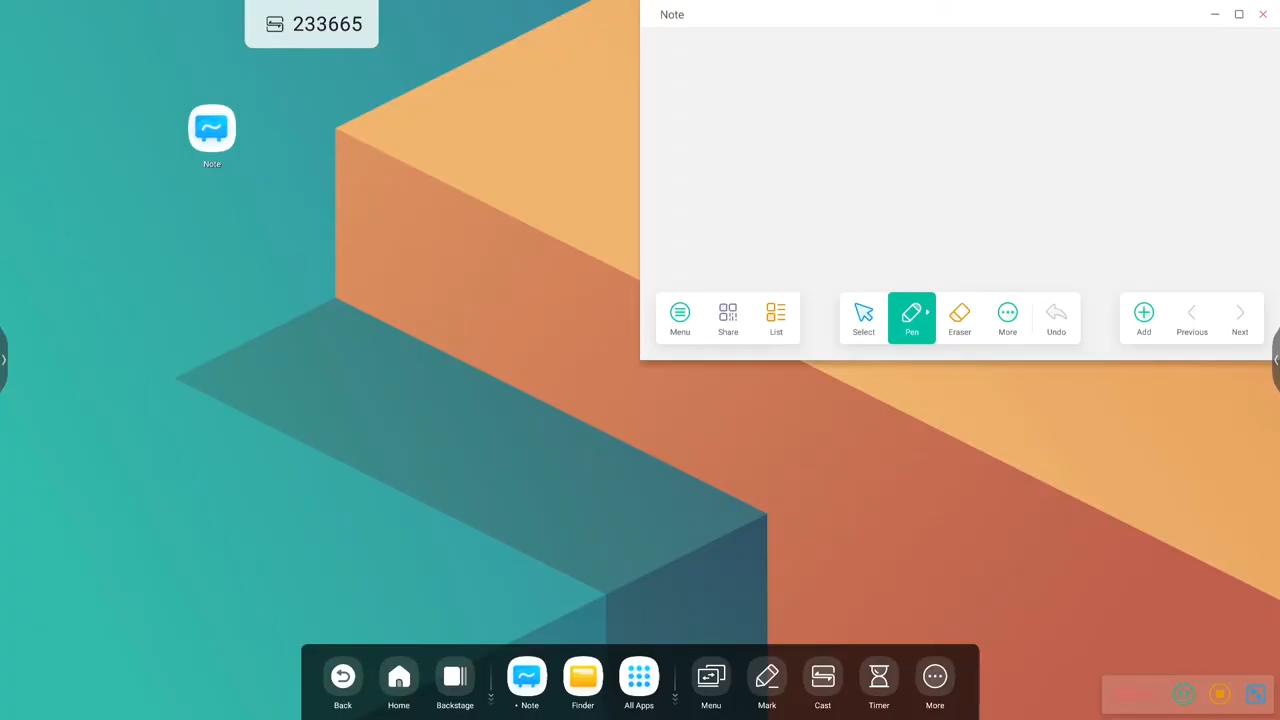 233665
Note
Note
Menu
Share
List
Select
Pen
Eraser
More
Undo
Add
Previous
Next
Back
Home
Backstage
• Note
Finder
All Apps
Menu
Mark
Cast
Timer
More